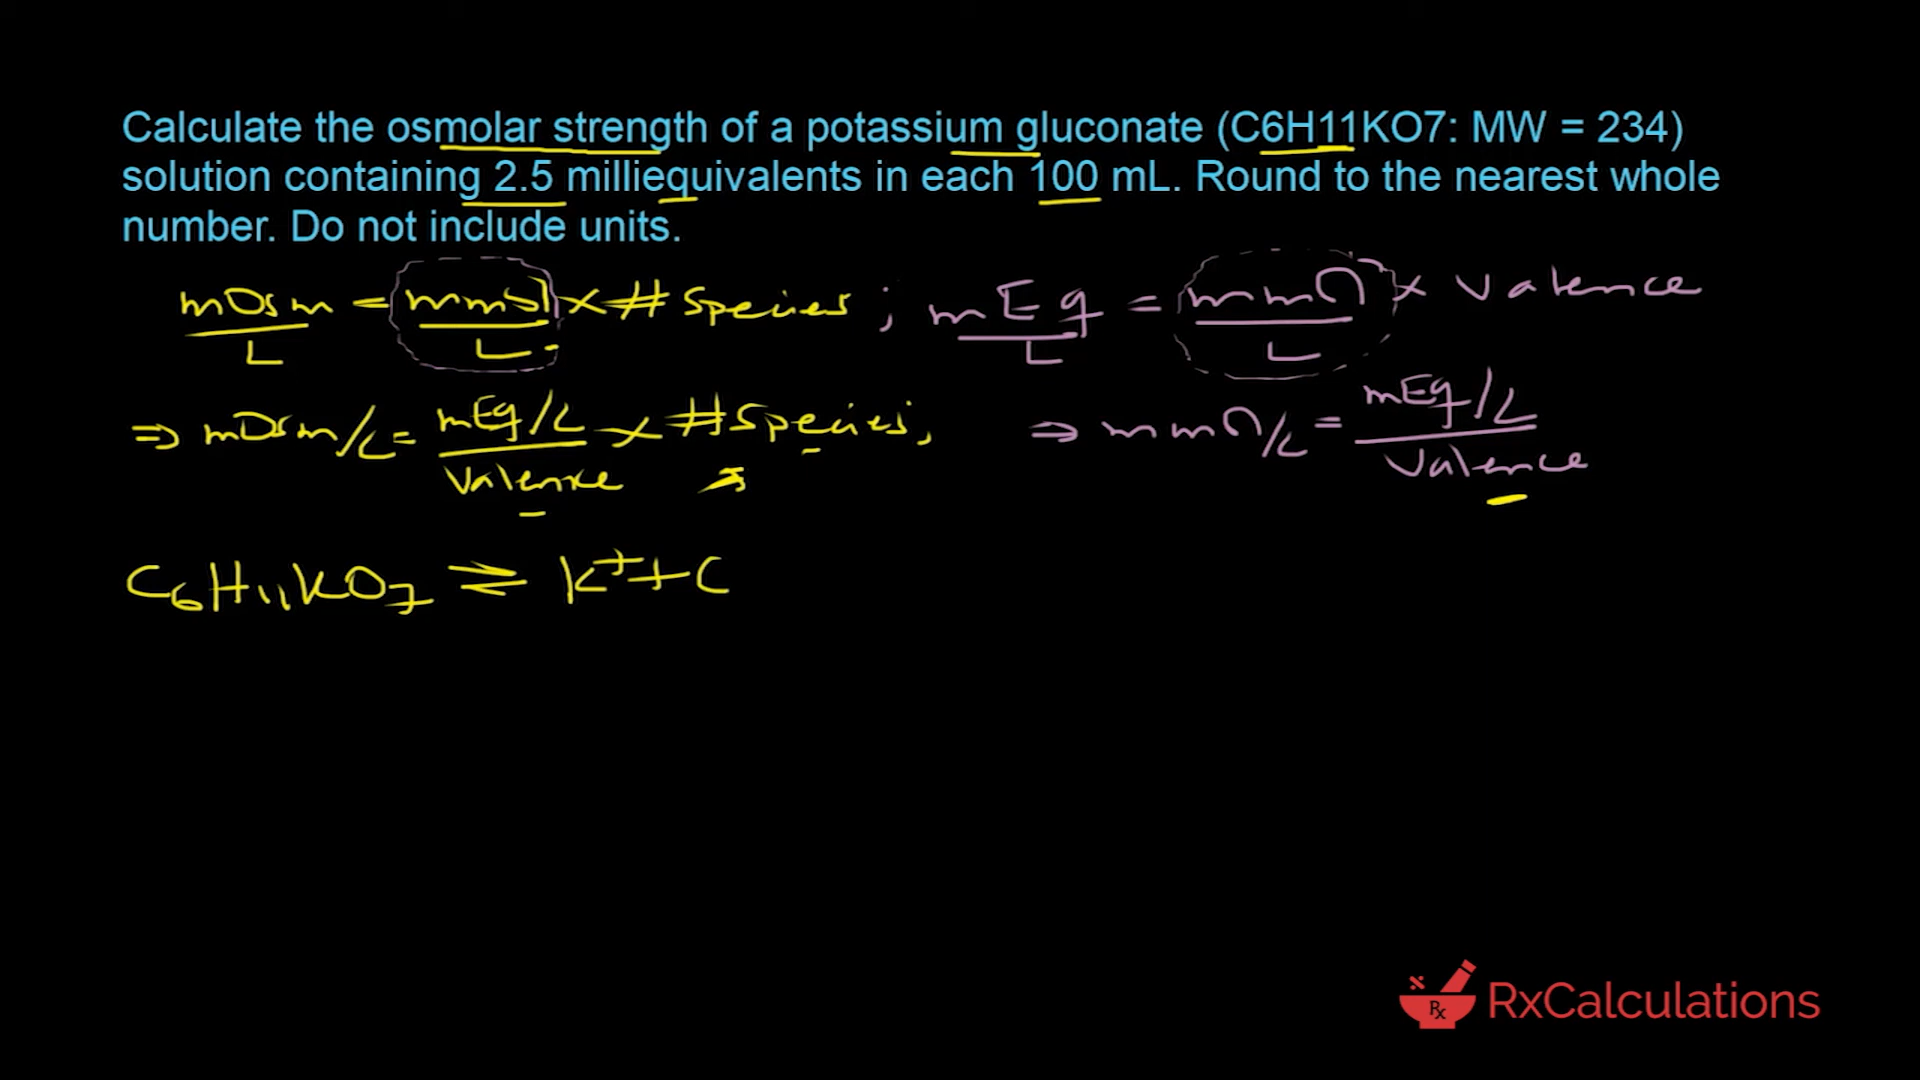 Calculate the osmolar strength of a potassium gluconate (C6H11KO7: MW = 234)
solution containing 2.5 milliequivalents in each 100 mL. Round to the nearest whole
number. Do not include units.
mOsm/L = mmol/L × # Species ; mEq/L = mmol/L × Valence
⇒ mOsm/L = mEq/L / Valence × # Species, ⇒ mmol/L = mEq/L / Valence
C₆H₁₁KO₇ ⇌ K⁺ + C
Rx RxCalculations